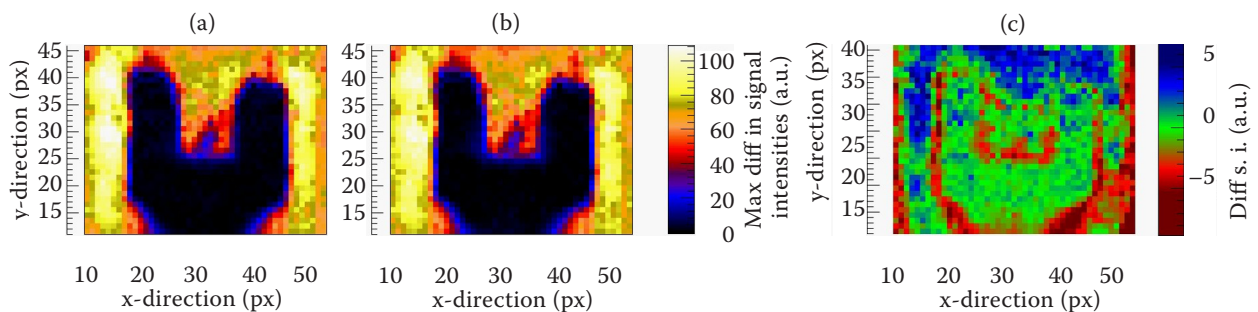 (a)
(b)
(c)
45
40
35
30
25
20
15
y-direction (px)
10 20 30 40 50
x-direction (px)
45
40
35
30
25
20
15
10 20 30 40 50
x-direction (px)
100
80
60
40
20
0
Max diff in signal
intensities (a.u.)
40
35
30
25
20
15
y-direction (px)
10 20 30 40 50
x-direction (px)
5
0
−5
Diff s. i. (a.u.)